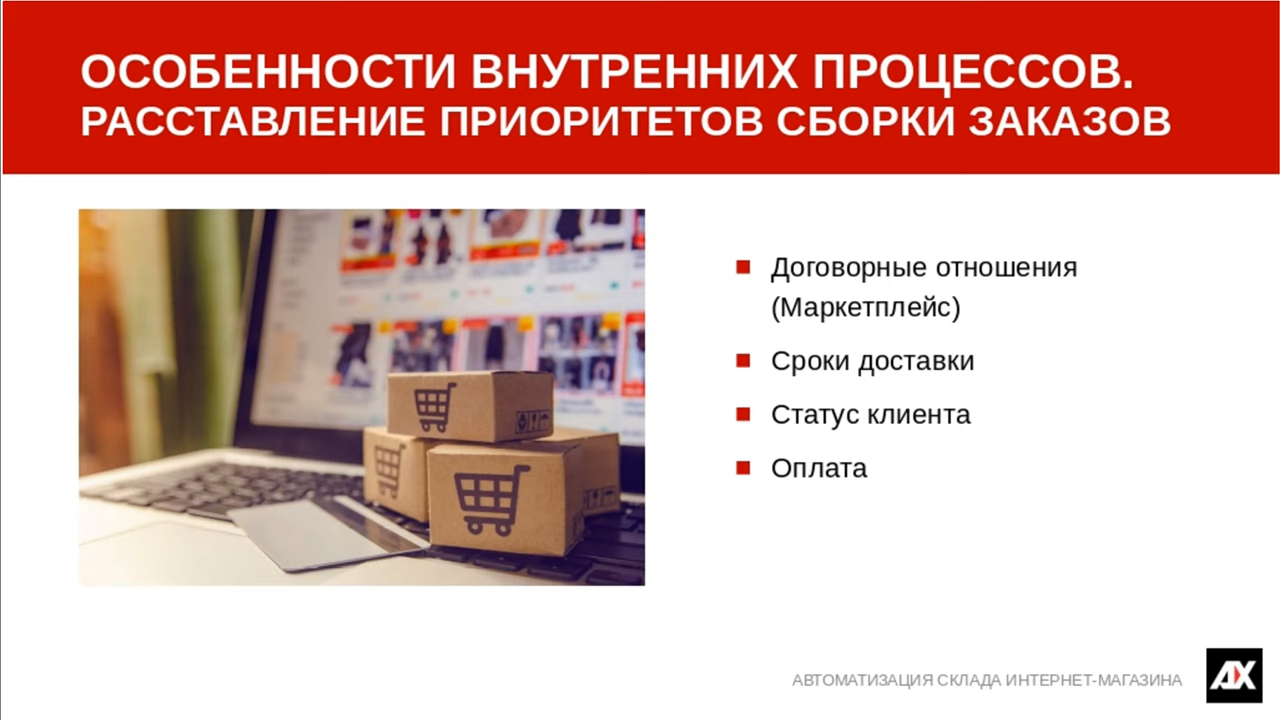 ОСОБЕННОСТИ ВНУТРЕННИХ ПРОЦЕССОВ.
РАССТАВЛЕНИЕ ПРИОРИТЕТОВ СБОРКИ ЗАКАЗОВ
Договорные отношения
(Маркетплейс)
Сроки доставки
Статус клиента
Оплата
АВТОМАТИЗАЦИЯ СКЛАДА ИНТЕРНЕТ-МАГАЗИНА
AX